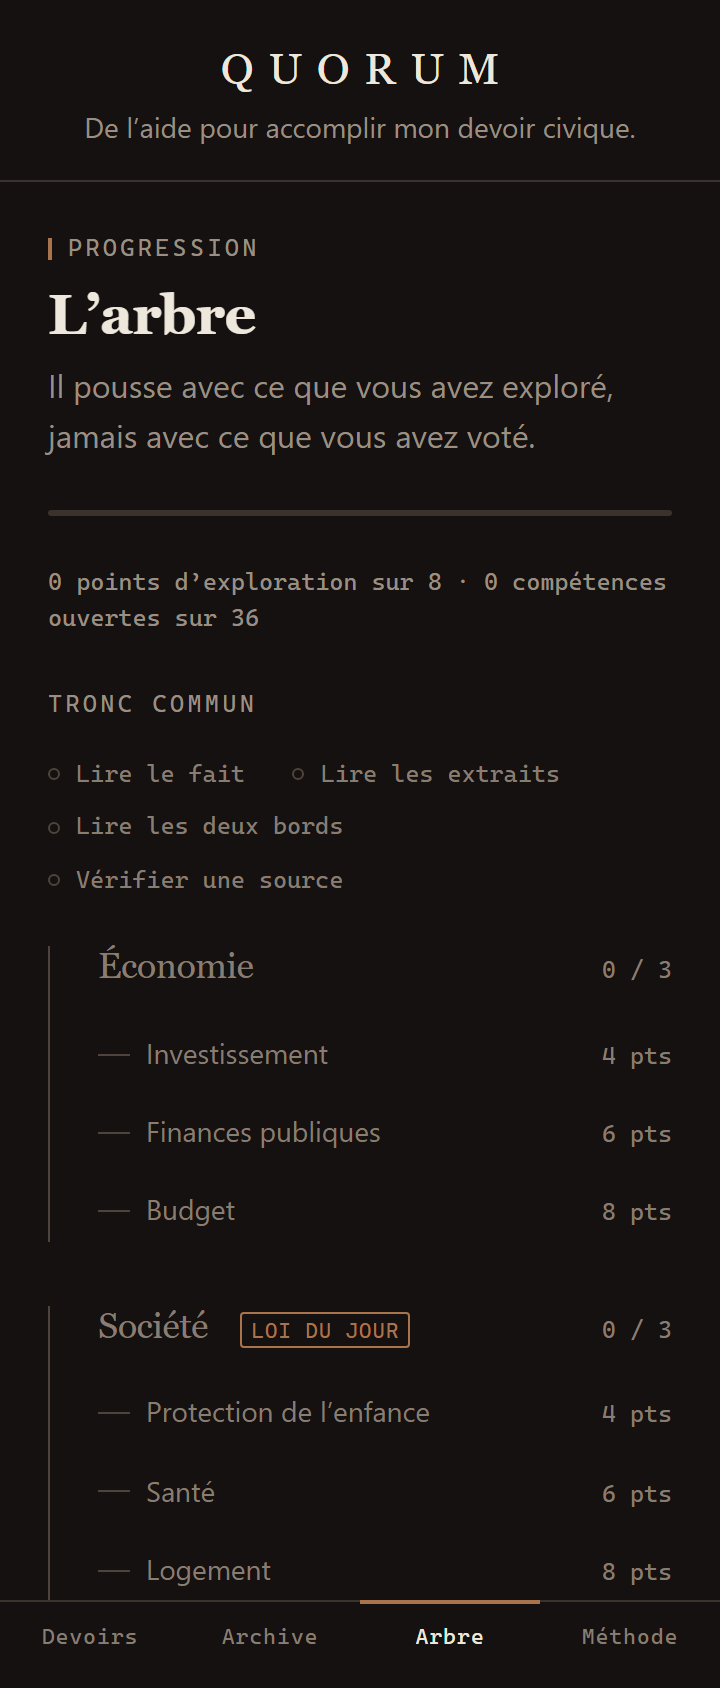 QUORUM
De l’aide pour accomplir mon devoir civique.
PROGRESSION
L’arbre
Il pousse avec ce que vous avez exploré,
jamais avec ce que vous avez voté.
0 points d’exploration sur 8 · 0 compétences
ouvertes sur 36
TRONC COMMUN
Lire le fait
Lire les extraits
Lire les deux bords
Vérifier une source
Économie 0 / 3
Investissement 4 pts
Finances publiques 6 pts
Budget 8 pts
Société LOI DU JOUR 0 / 3
Protection de l’enfance 4 pts
Santé 6 pts
Logement 8 pts
Devoirs Archive Arbre Méthode